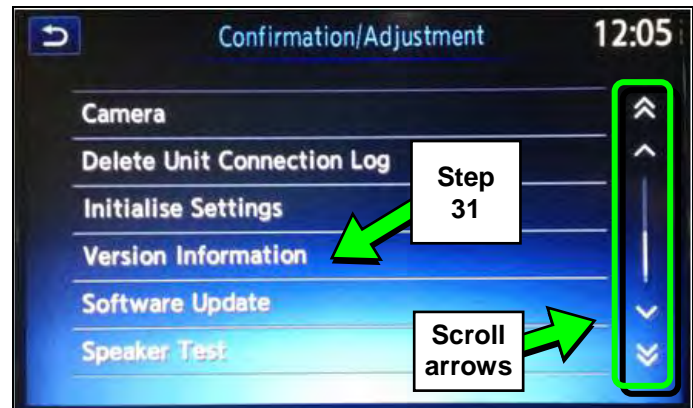 Confirmation/Adjustment 12:05
Camera
Delete Unit Connection Log
Initialise Settings
Version Information
Software Update
Speaker Test
Step
31
Scroll
arrows